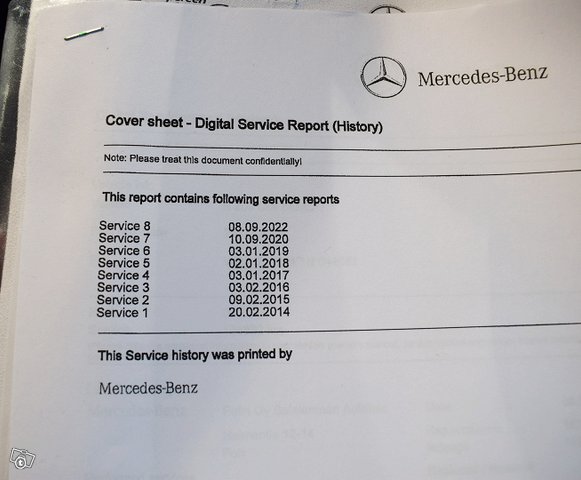 Mercedes-Benz
Cover sheet - Digital Service Report (History)
Note: Please treat this document confidentially!
This report contains following service reports
Service 8 08.09.2022
Service 7 10.09.2020
Service 6 03.01.2019
Service 5 02.01.2018
Service 4 03.01.2017
Service 3 03.02.2016
Service 2 09.02.2015
Service 1 20.02.2014
This Service history was printed by
Mercedes-Benz